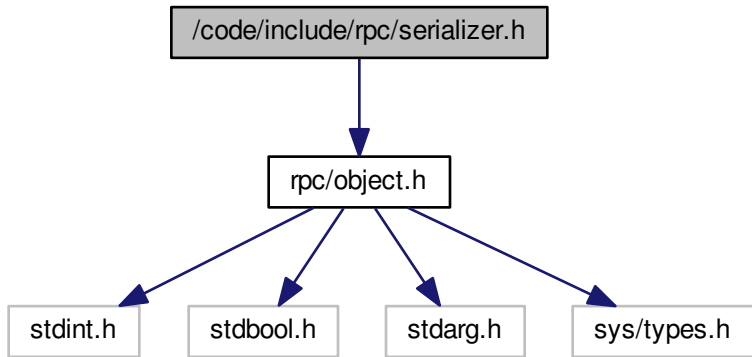 /code/include/rpc/serializer.h
rpc/object.h
stdint.h
stdbool.h
stdarg.h
sys/types.h